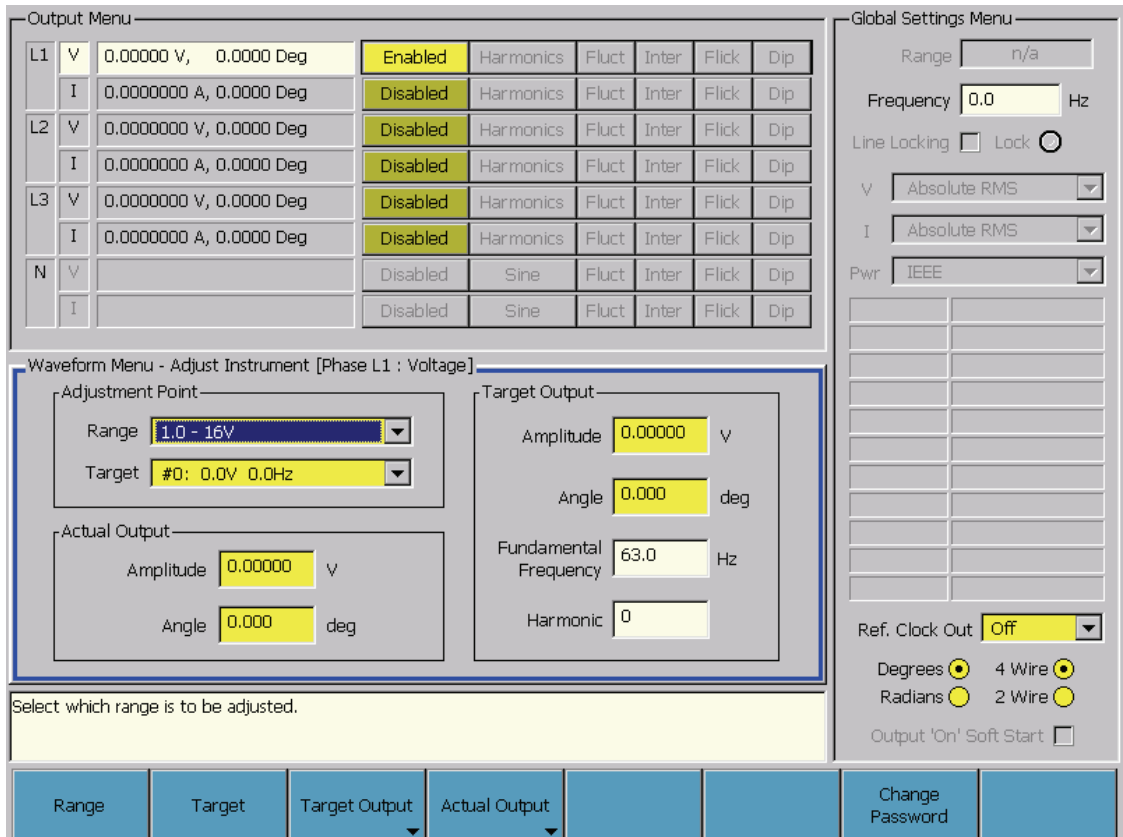 Output Menu
L1 V 0.00000 V, 0.0000 Deg Enabled Harmonics Fluct Inter Flick Dip
I 0.0000000 A, 0.0000 Deg Disabled Harmonics Fluct Inter Flick Dip
L2 V 0.0000000 V, 0.0000 Deg Disabled Harmonics Fluct Inter Flick Dip
I 0.0000000 A, 0.0000 Deg Disabled Harmonics Fluct Inter Flick Dip
L3 V 0.0000000 V, 0.0000 Deg Disabled Harmonics Fluct Inter Flick Dip
I 0.0000000 A, 0.0000 Deg Disabled Harmonics Fluct Inter Flick Dip
N V Disabled Sine Fluct Inter Flick Dip
I Disabled Sine Fluct Inter Flick Dip
Waveform Menu - Adjust Instrument [Phase L1 : Voltage]
Adjustment Point
Range 1.0 - 16V
Target #0: 0.0V 0.0Hz
Actual Output
Amplitude 0.00000 V
Angle 0.000 deg
Target Output
Amplitude 0.00000 V
Angle 0.000 deg
Fundamental
Frequency 63.0 Hz
Harmonic 0
Select which range is to be adjusted.
Global Settings Menu
Range n/a
Frequency 0.0 Hz
Line Locking Lock
V Absolute RMS
I Absolute RMS
Pwr IEEE
Ref. Clock Out Off
Degrees 4 Wire
Radians 2 Wire
Output 'On' Soft Start
Range Target Target Output Actual Output Change
Password